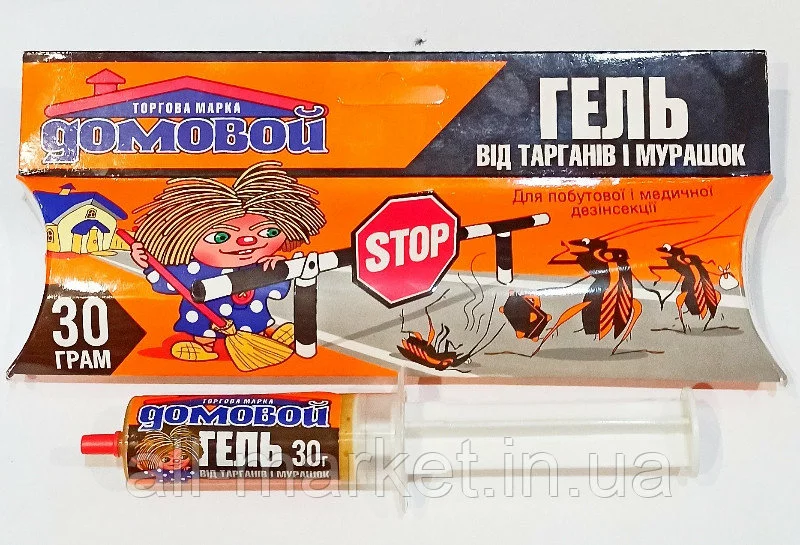 ТОРГОВА МАРКА
ДОМОВОЙ
ГЕЛЬ
ВІД ТАРГАНІВ І МУРАШОК
Для побутової і медичної
дезінсекції
STOP
30
ГРАМ
ТОРГОВА МАРКА
ДОМОВОЙ
ГЕЛЬ 30г
ВІД ТАРГАНІВ І МУРАШОК
all-market.in.ua